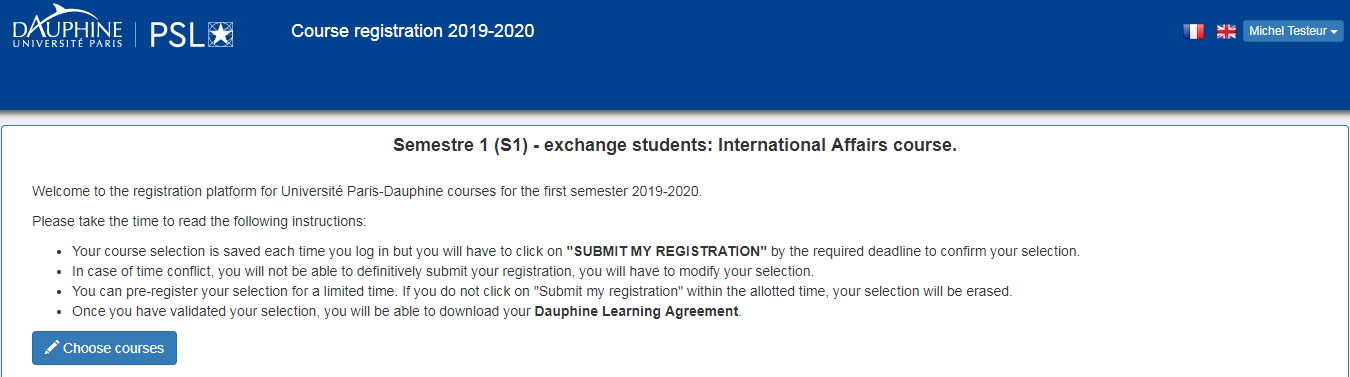 DAUPHINE
UNIVERSITÉ PARIS
PSL
Course registration 2019-2020
Michel Testeur
Semestre 1 (S1) - exchange students: International Affairs course.
Welcome to the registration platform for Université Paris-Dauphine courses for the first semester 2019-2020.
Please take the time to read the following instructions:
• Your course selection is saved each time you log in but you will have to click on "SUBMIT MY REGISTRATION" by the required deadline to confirm your selection.
• In case of time conflict, you will not be able to definitively submit your registration, you will have to modify your selection.
• You can pre-register your selection for a limited time. If you do not click on "Submit my registration" within the allotted time, your selection will be erased.
• Once you have validated your selection, you will be able to download your Dauphine Learning Agreement.
Choose courses